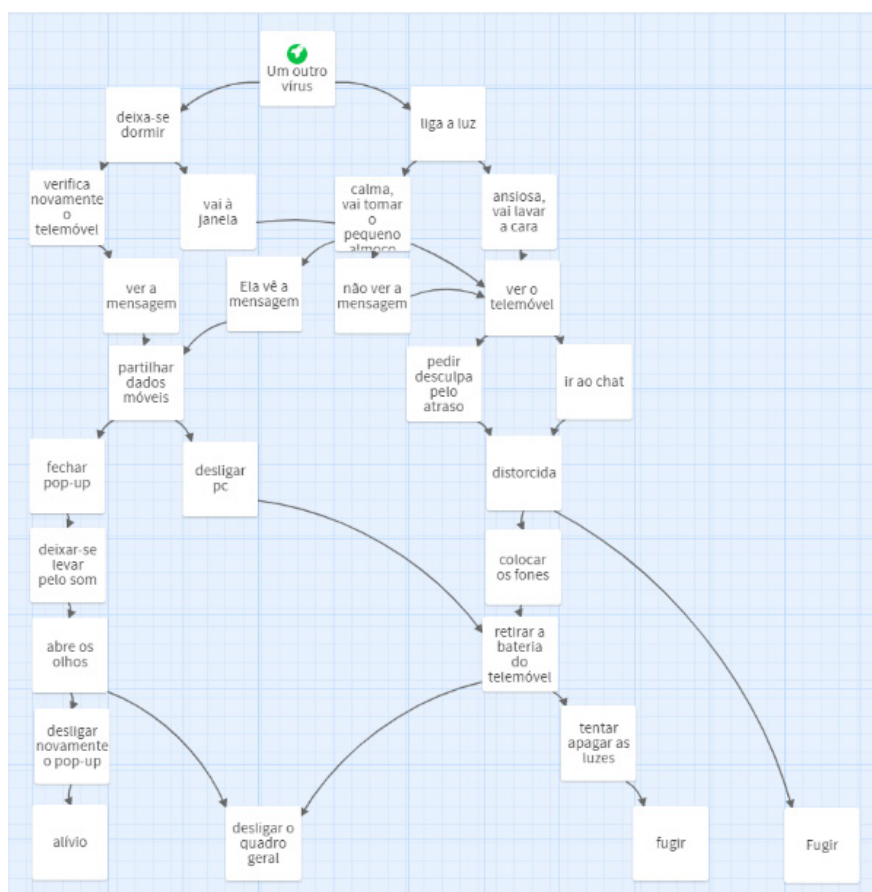 Um outro
vírus
deixa-se
dormir
liga a luz
verifica
novamente
o
telemóvel
vai à
janela
calma,
vai tomar
o
pequeno
almoço
ansiosa,
vai lavar
a cara
ver a
mensagem
Ela vê a
mensagem
não ver a
mensagem
ver o
telemóvel
partilhar
dados
móveis
pedir
desculpa
pelo
atraso
ir ao chat
fechar
pop-up
desligar
pc
distorcida
deixar-se
levar
pelo som
colocar
os fones
abre os
olhos
retirar a
bateria
do
telemóvel
desligar
novamente
o pop-up
tentar
apagar as
luzes
alívio
desligar o
quadro
geral
fugir
Fugir